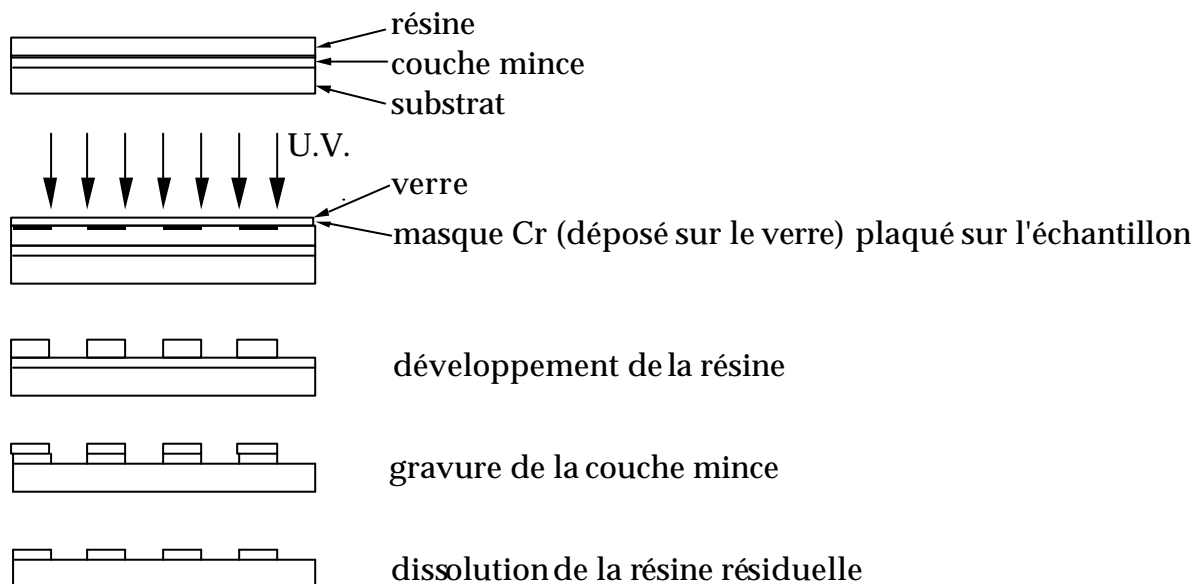 résine
couche mince
substrat
U.V.
verre
masque Cr (déposé sur le verre) plaqué sur l'échantillon
développement de la résine
gravure de la couche mince
dissolution de la résine résiduelle